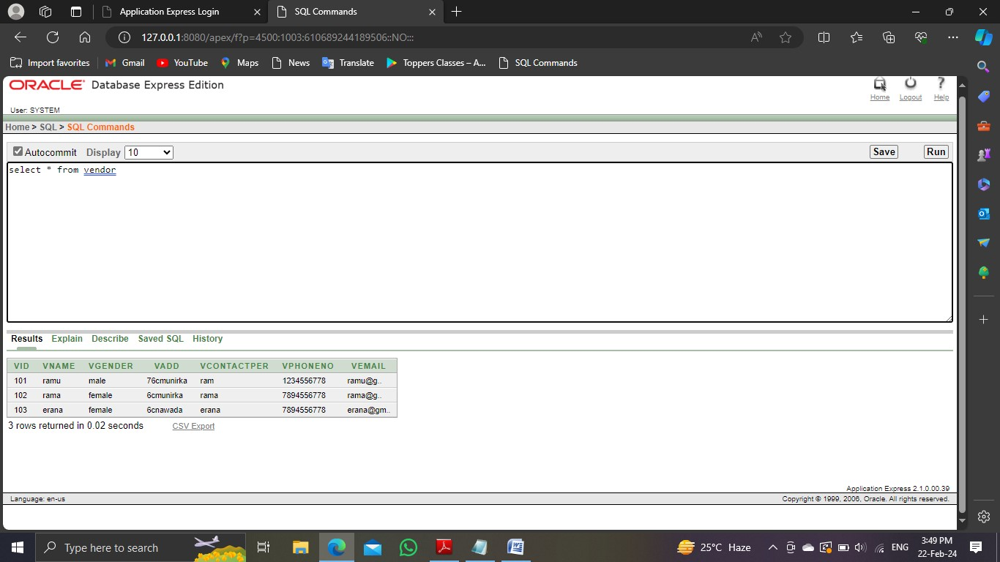 Application Express Login
SQL Commands
127.0.0.1:8080/apex/f?p=4500:1003:610689244189506::NO:::
Import favorites
Gmail
YouTube
Maps
News
Translate
Toppers Classes – A...
SQL Commands
ORACLE® Database Express Edition
Home
Logout
Help
User: SYSTEM
Home > SQL > SQL Commands
Autocommit Display 10
Save
Run
select * from vendor
Results Explain Describe Saved SQL History
VID VNAME VGENDER VADD VCONTACTPER VPHONENO VEMAIL
101 ramu male 76cmunirka ram 1234556778 ramu@g..
102 rama female 6cmunirka rama 7894556778 rama@g..
103 erana female 6cnawada erana 7894556778 erana@gm..
3 rows returned in 0.02 seconds CSV Export
Application Express 2.1.0.00.39
Language: en-us
Copyright © 1999, 2006, Oracle. All rights reserved.
Type here to search
25°C Haze
ENG
3:49 PM
22-Feb-24